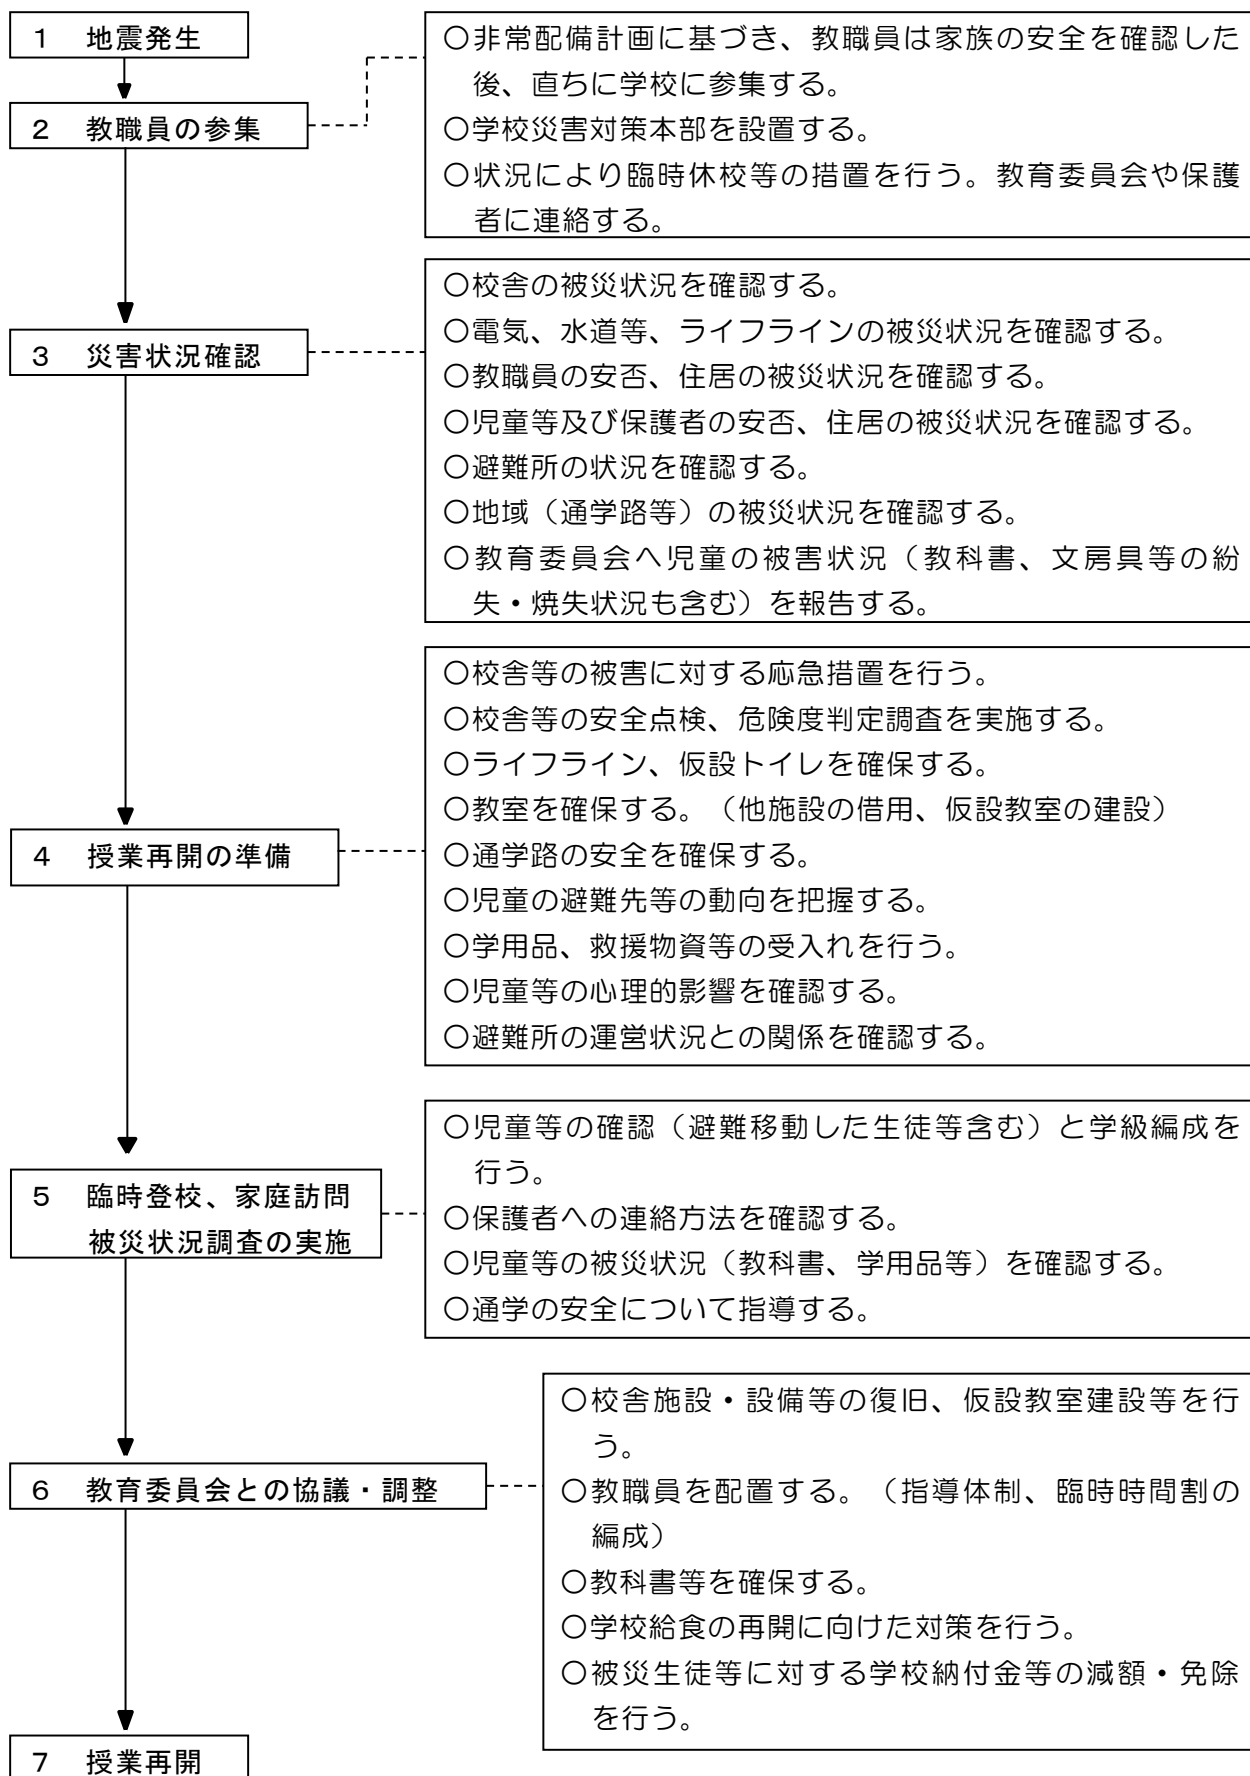 1 地震発生
2 教職員の参集
〇非常配備計画に基づき、教職員は家族の安全を確認した
後、直ちに学校に参集する。
〇学校災害対策本部を設置する。
〇状況により臨時休校等の措置を行う。教育委員会や保護
者に連絡する。
3 災害状況確認
〇校舎の被災状況を確認する。
〇電気、水道等、ライフラインの被災状況を確認する。
〇教職員の安否、住居の被災状況を確認する。
〇児童等及び保護者の安否、住居の被災状況を確認する。
〇避難所の状況を確認する。
〇地域（通学路等）の被災状況を確認する。
〇教育委員会へ児童の被害状況（教科書、文房具等の紛
失・焼失状況も含む）を報告する。
4 授業再開の準備
〇校舎等の被害に対する応急措置を行う。
〇校舎等の安全点検、危険度判定調査を実施する。
〇ライフライン、仮設トイレを確保する。
〇教室を確保する。（他施設の借用、仮設教室の建設）
〇通学路の安全を確保する。
〇児童の避難先等の動向を把握する。
〇学用品、救援物資等の受入れを行う。
〇児童等の心理的影響を確認する。
〇避難所の運営状況との関係を確認する。
5 臨時登校、家庭訪問
被災状況調査の実施
〇児童等の確認（避難移動した生徒等含む）と学級編成を
行う。
〇保護者への連絡方法を確認する。
〇児童等の被災状況（教科書、学用品等）を確認する。
〇通学の安全について指導する。
6 教育委員会との協議・調整
〇校舎施設・設備等の復旧、仮設教室建設等を行
う。
〇教職員を配置する。（指導体制、臨時時間割の
編成）
〇教科書等を確保する。
〇学校給食の再開に向けた対策を行う。
〇被災生徒等に対する学校納付金等の減額・免除
を行う。
7 授業再開